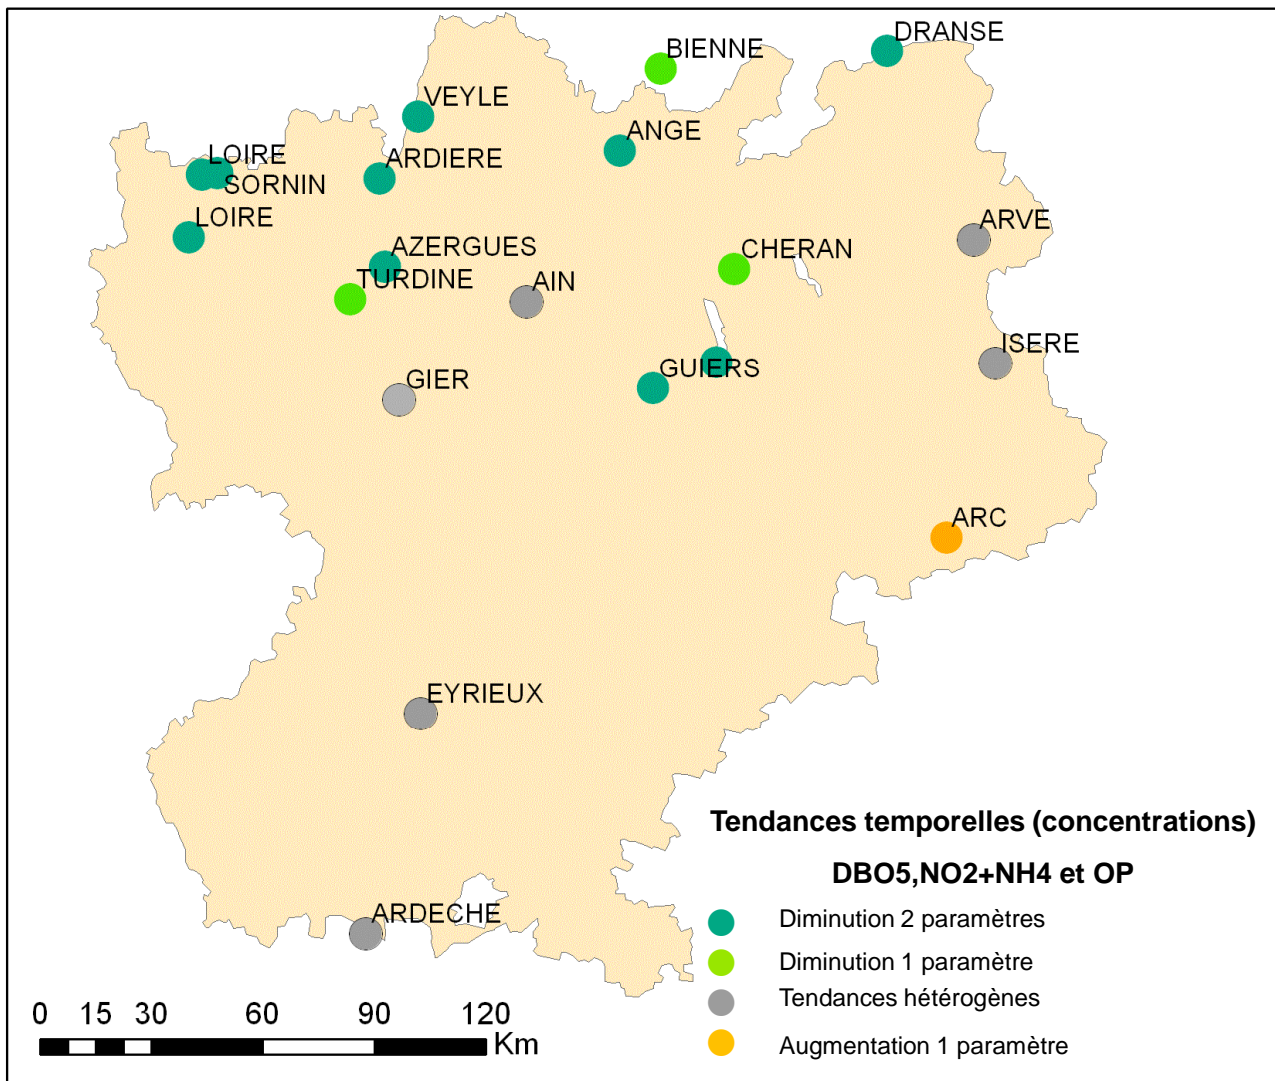 DRANSE
BIENNE
VEYLE
ANGE
LOIRE
ARDIERE
SORNIN
LOIRE
ARVE
AZERGUES
CHERAN
TURDINE
AIN
ISERE
GUIERS
GIER
ARC
EYRIEUX
ARDECHE
Tendances temporelles (concentrations)
DBO5,NO2+NH4 et OP
Diminution 2 paramètres
Diminution 1 paramètre
Tendances hétérogènes
Augmentation 1 paramètre
0 15 30 60 90 120
Km